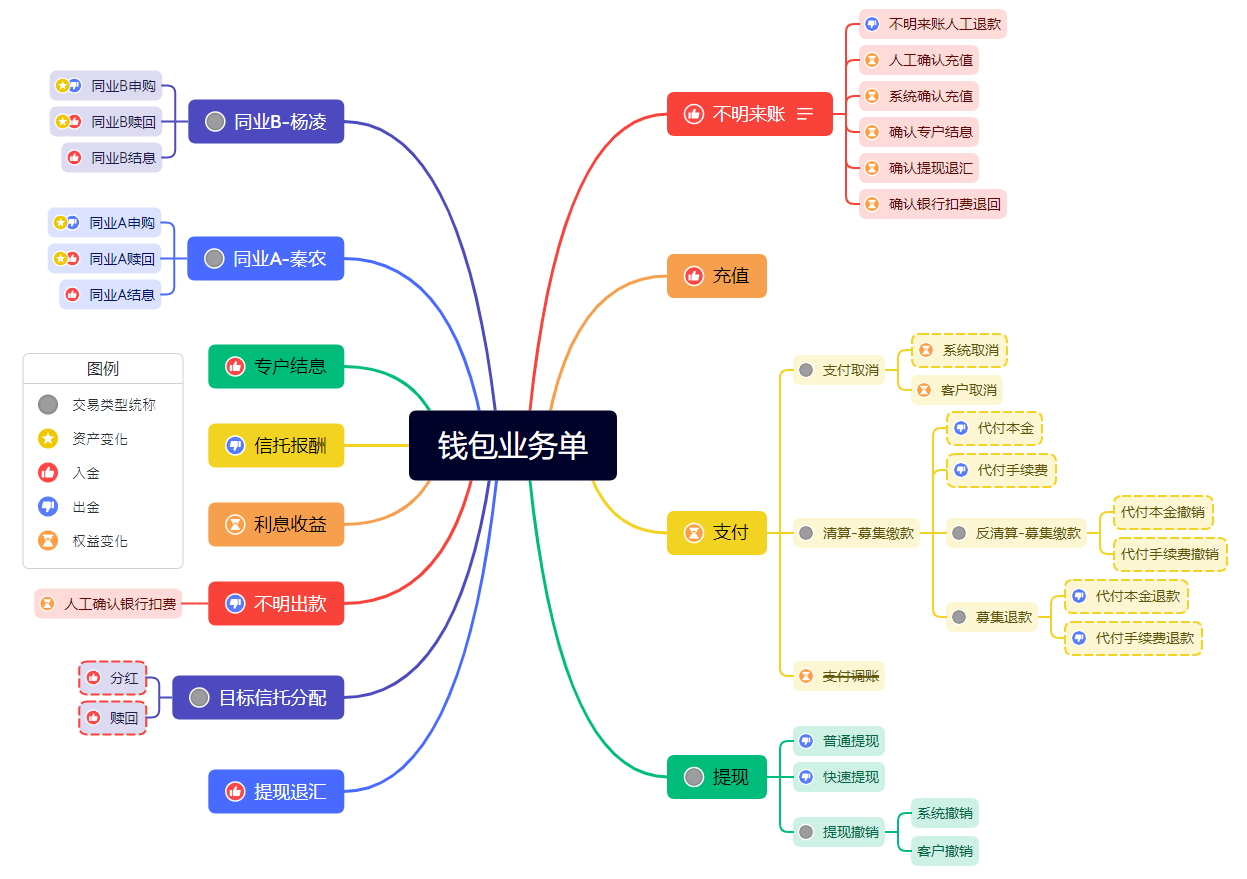 钱包业务单
不明来账
不明来账人工退款
人工确认充值
系统确认充值
确认专户结息
确认提现退汇
确认银行扣费退回
充值
支付
支付取消
系统取消
客户取消
清算-募集缴款
代付本金
代付手续费
反清算-募集缴款
代付本金撤销
代付手续费撤销
募集退款
代付本金退款
代付手续费退款
支付调账
提现
普通提现
快速提现
提现撤销
系统撤销
客户撤销
同业B-杨凌
同业B申购
同业B赎回
同业B结息
同业A-秦农
同业A申购
同业A赎回
同业A结息
专户结息
信托报酬
利息收益
不明出款
人工确认银行扣费
目标信托分配
分红
赎回
提现退汇
图例
交易类型统称
资产变化
入金
出金
权益变化